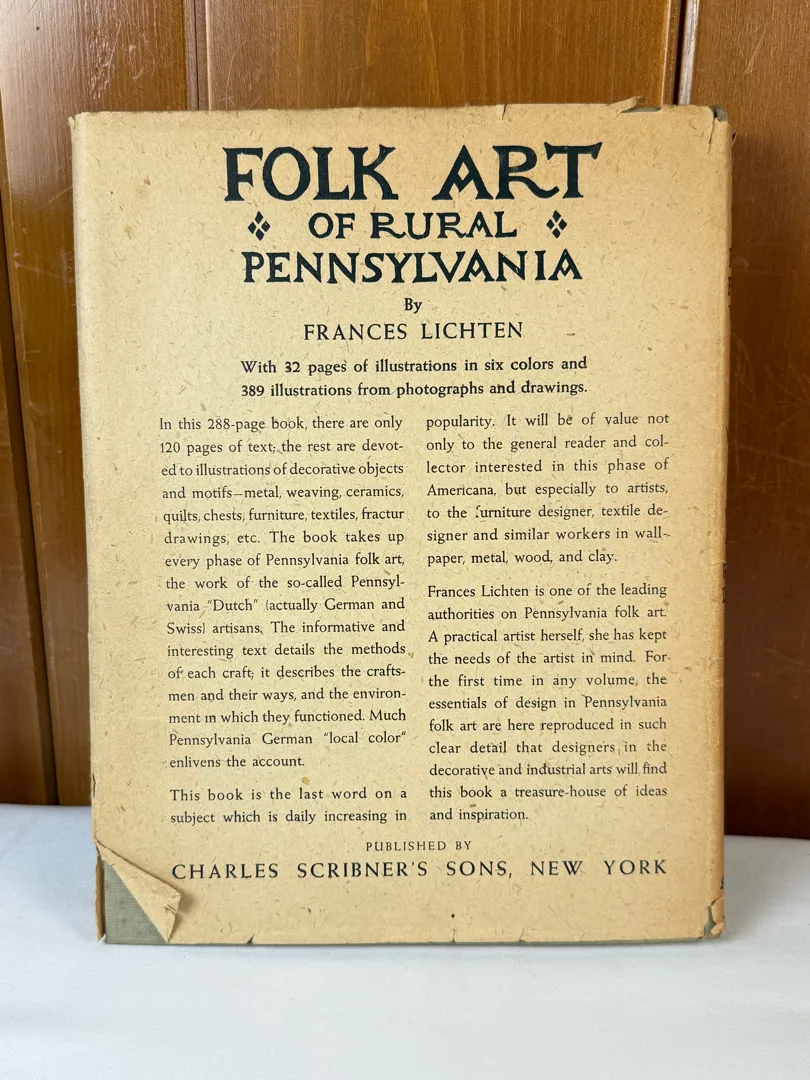 FOLK ART
OF RURAL
PENNSYLVANIA
By
FRANCES LICHTEN
With 32 pages of illustrations in six colors and
389 illustrations from photographs and drawings.
In this 288-page book, there are only
120 pages of text; the rest are devot-
ed to illustrations of decorative objects
and motifs—metal, weaving, ceramics,
quilts, chests, furniture, textiles, fractur
drawings, etc. The book takes up
every phase of Pennsylvania folk art,
the work of the so-called Pennsyl-
vania "Dutch" (actually German and
Swiss) artisans. The informative and
interesting text details the methods
of each craft; it describes the crafts-
men and their ways, and the environ-
ment in which they functioned. Much
Pennsylvania German "local color"
enlivens the account.
This book is the last word on a
subject which is daily increasing in
popularity. It will be of value not
only to the general reader and col-
lector interested in this phase of
Americana, but especially to artists,
to the furniture designer, textile de-
signer and similar workers in wall-
paper, metal, wood, and clay.
Frances Lichten is one of the leading
authorities on Pennsylvania folk art.
A practical artist herself, she has kept
the needs of the artist in mind. For
the first time in any volume, the
essentials of design in Pennsylvania
folk art are here reproduced in such
clear detail that designers in the
decorative and industrial arts will find
this book a treasure-house of ideas
and inspiration.
PUBLISHED BY
CHARLES SCRIBNER'S SONS, NEW YORK